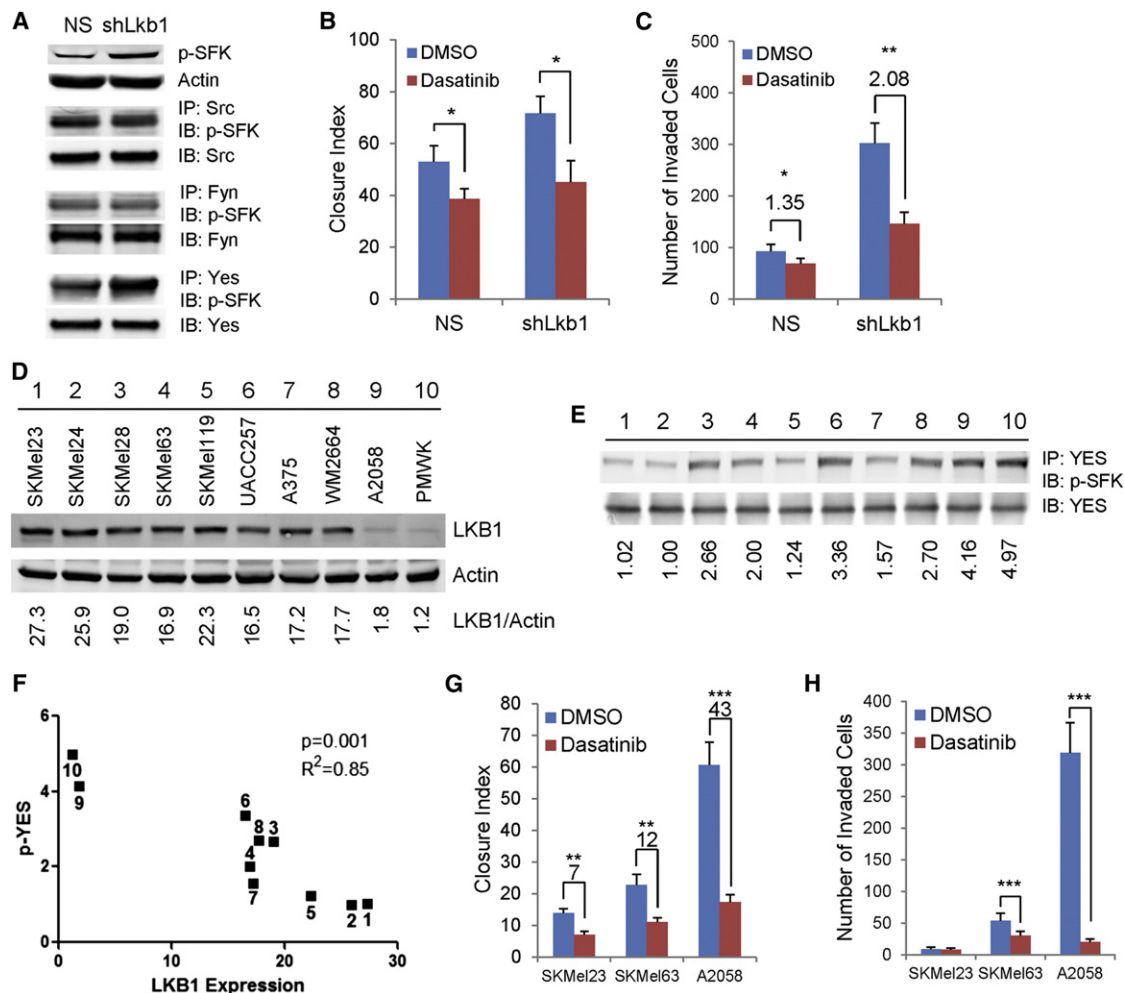 A
NS shLkb1
p-SFK
Actin
IP: Src
IB: p-SFK
IB: Src
IP: Fyn
IB: p-SFK
IB: Fyn
IP: Yes
IB: p-SFK
IB: Yes
B
Closure Index
100
80
60
40
20
0
DMSO
Dasatinib
*
*
NS
shLkb1
C
Number of Invaded Cells
500
400
300
200
100
0
DMSO
Dasatinib
*
1.35
**
2.08
NS
shLkb1
D
1 2 3 4 5 6 7 8 9 10
SKMel23
SKMel24
SKMel28
SKMel63
SKMel119
UACC257
A375
WM2664
A2058
PMWK
LKB1
Actin
27.3 25.9 19.0 16.9 22.3 16.5 17.2 17.7 1.8 1.2 LKB1/Actin
E
1 2 3 4 5 6 7 8 9 10
IP: YES
IB: p-SFK
IB: YES
1.02 1.00 2.66 2.00 1.24 3.36 1.57 2.70 4.16 4.97
F
p-YES
6
4
2
0
p=0.001
R²=0.85
10
9
6
8 3
4
7
5
2 1
0 10 20 30
LKB1 Expression
G
Closure Index
80
70
60
50
40
30
20
10
0
DMSO
Dasatinib
**
7
**
12
***
43
SKMel23
SKMel63
A2058
H
Number of Invaded Cells
400
350
300
250
200
150
100
50
0
DMSO
Dasatinib
***
***
SKMel23
SKMel63
A2058